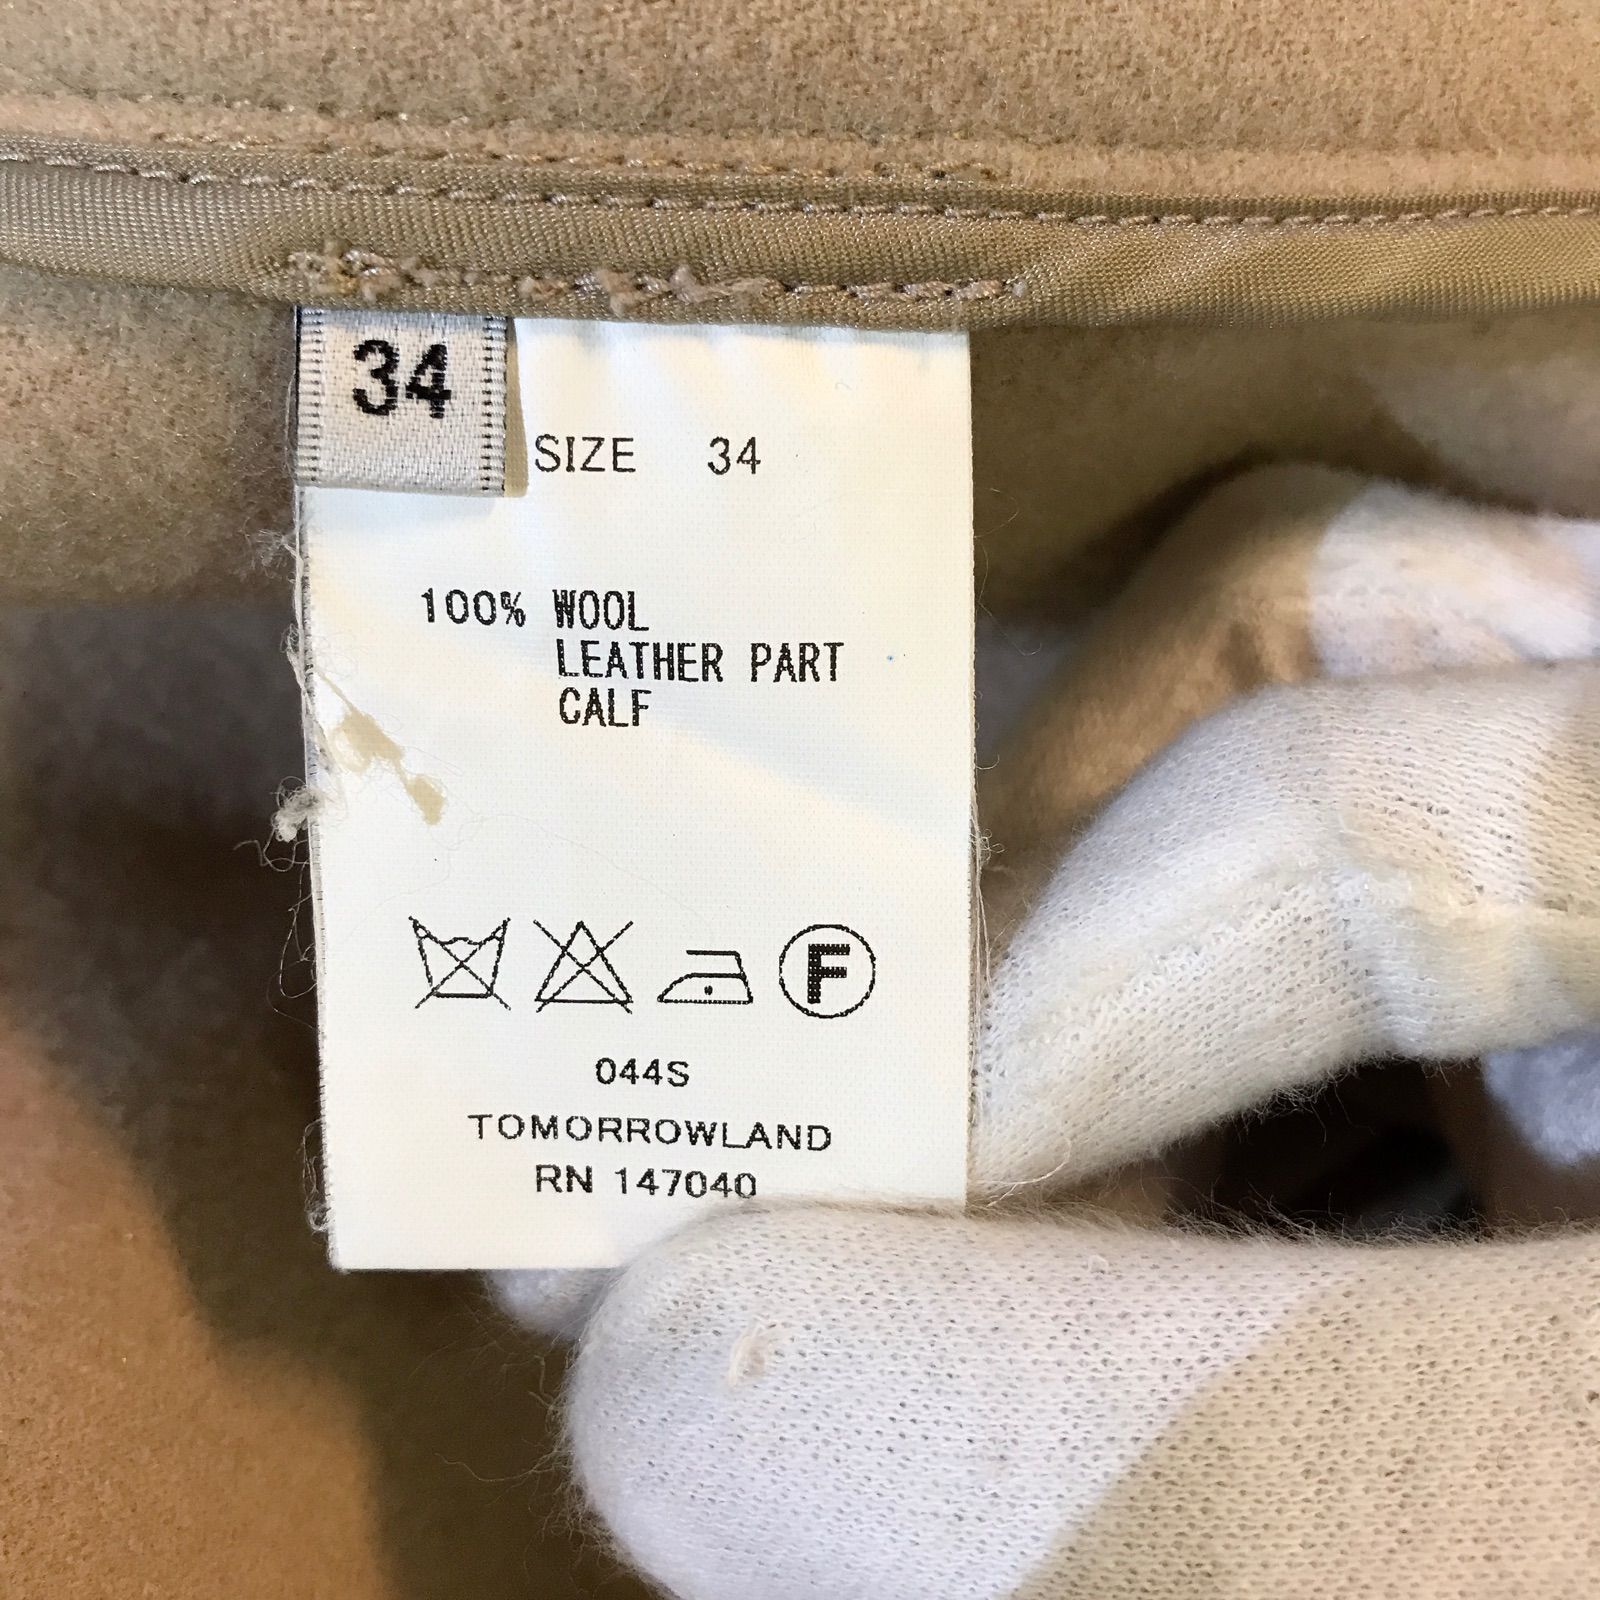 34
SIZE 34
100% WOOL
LEATHER PART
CALF
F
044S
TOMORROWLAND
RN 147040